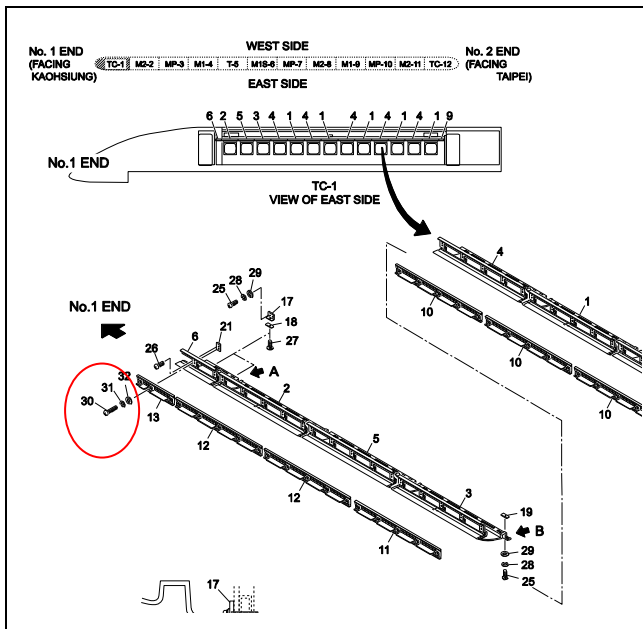 WEST SIDE
No. 1 END
(FACING
KAOHSIUNG)
TC-1 M2-2 MP-3 M1-4 T-5 M1S-6 MP-7 M2-8 M1-9 MP-10 M2-11 TC-12
No. 2 END
(FACING
TAIPEI)
EAST SIDE
6 2 5 3 4 1 4 1 4 1 4 1 4 1 9
No.1 END
TC-1
VIEW OF EAST SIDE
4
1
10
10
10
29
28
25
17
18
27
No.1 END
21
6
26
A
32
31
30
13
2
12
5
12
3
11
19
B
29
28
25
17